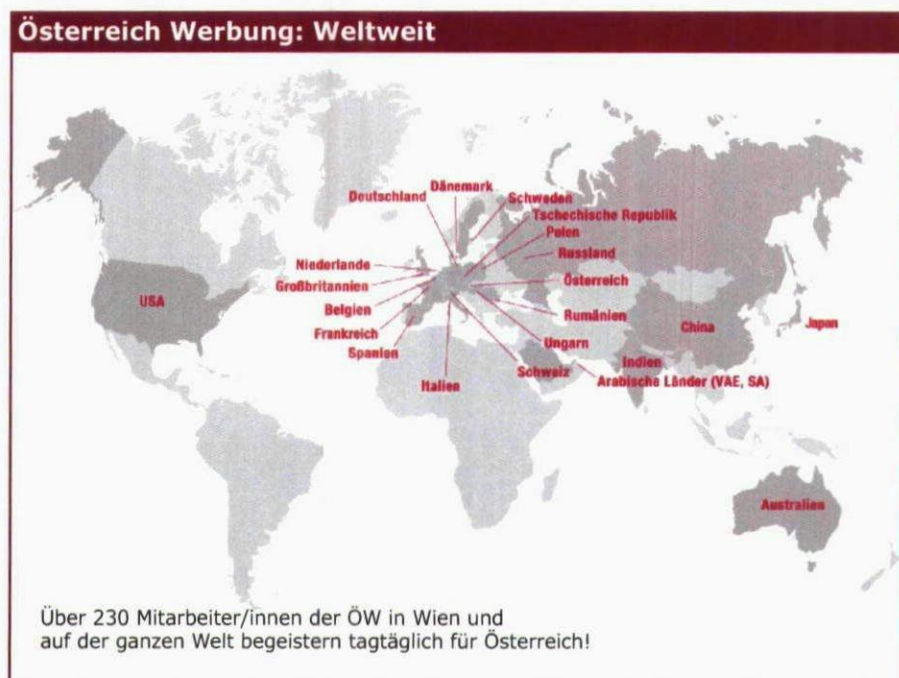 Österreich Werbung: Weltweit
Dänemark
Deutschland
Schweden
Tschechische Republik
Polen
Russland
Niederlande
Österreich
Großbritannien
USA
Belgien
Rumänien
China
Japan
Frankreich
Ungarn
Spanien
Indien
Schweiz
Arabische Länder (VAE, SA)
Italien
Australien
Über 230 Mitarbeiter/innen der ÖW in Wien und
auf der ganzen Welt begeistern tagtäglich für Österreich!